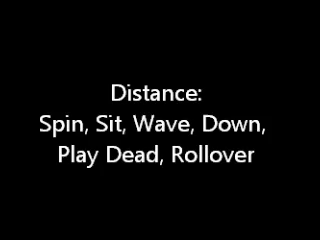 Distance:
Spin, Sit, Wave, Down,
Play Dead, Rollover